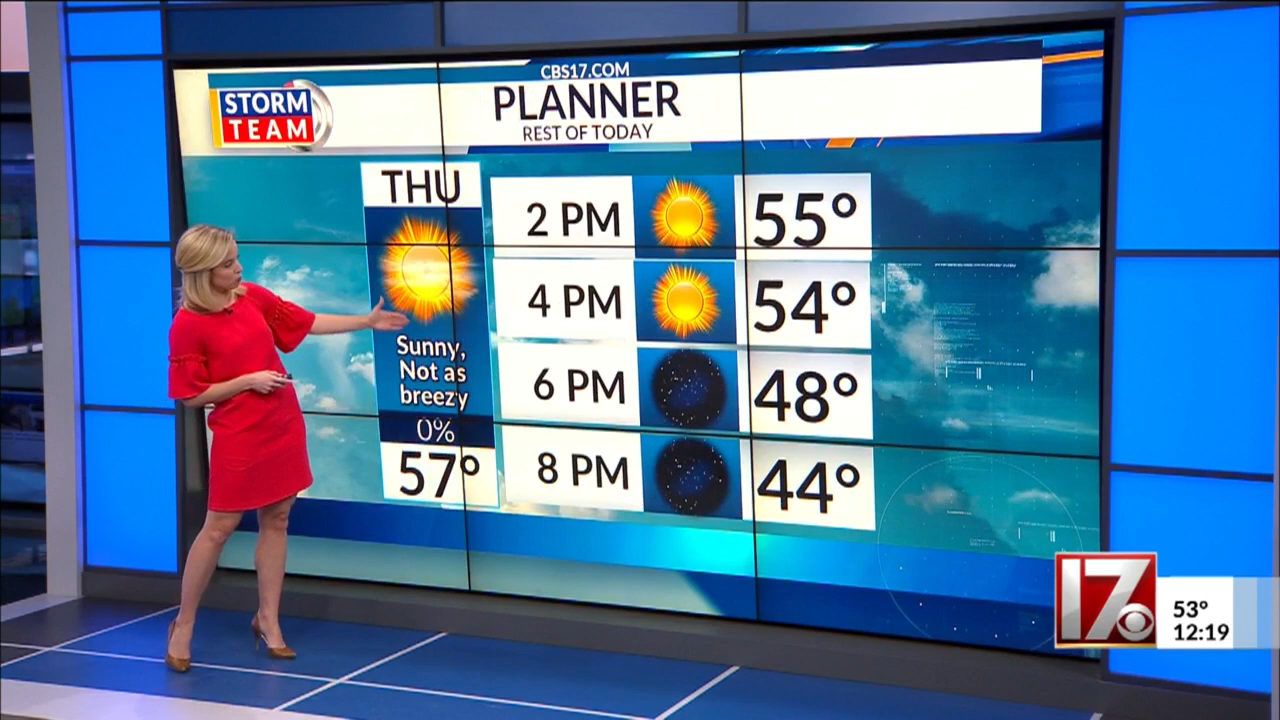 CBS17.COM
STORM
TEAM
PLANNER
REST OF TODAY
THU
Sunny,
Not as
breezy
0%
57°
2 PM 55°
4 PM 54°
6 PM 48°
8 PM 44°
17
53°
12:19